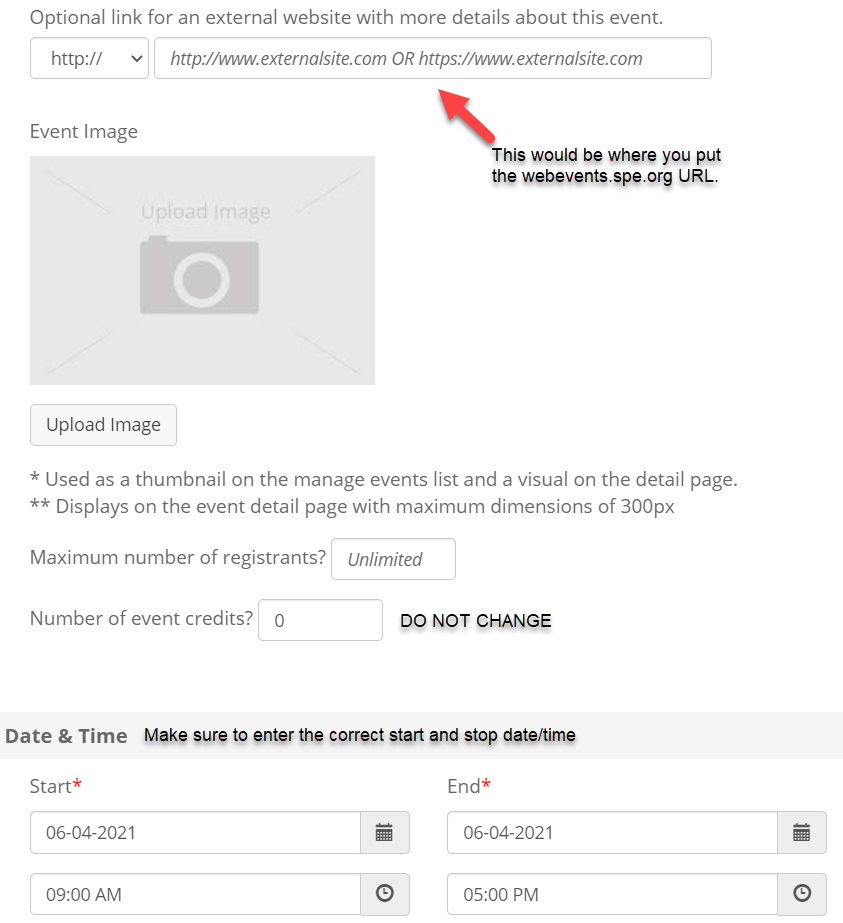 Optional link for an external website with more details about this event.
http:// http://www.externalsite.com OR https://www.externalsite.com
This would be where you put
the webevents.spe.org URL.
Event Image
Upload Image
Upload Image
* Used as a thumbnail on the manage events list and a visual on the detail page.
** Displays on the event detail page with maximum dimensions of 300px
Maximum number of registrants? Unlimited
Number of event credits? 0 DO NOT CHANGE
Date & Time Make sure to enter the correct start and stop date/time
Start* End*
06-04-2021 06-04-2021
09:00 AM 05:00 PM